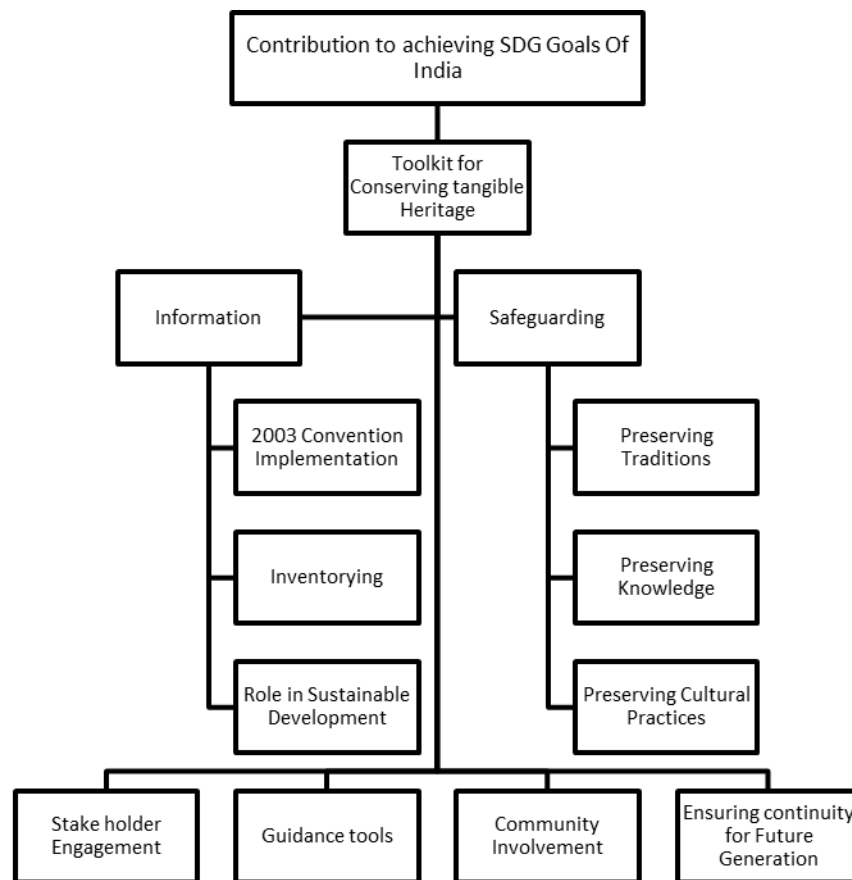 Contribution to achieving SDG Goals Of
India
Toolkit for
Conserving tangible
Heritage
Information
Safeguarding
2003 Convention
Implementation
Preserving
Traditions
Inventorying
Preserving
Knowledge
Role in Sustainable
Development
Preserving Cultural
Practices
Stake holder
Engagement
Guidance tools
Community
Involvement
Ensuring continuity
for Future
Generation